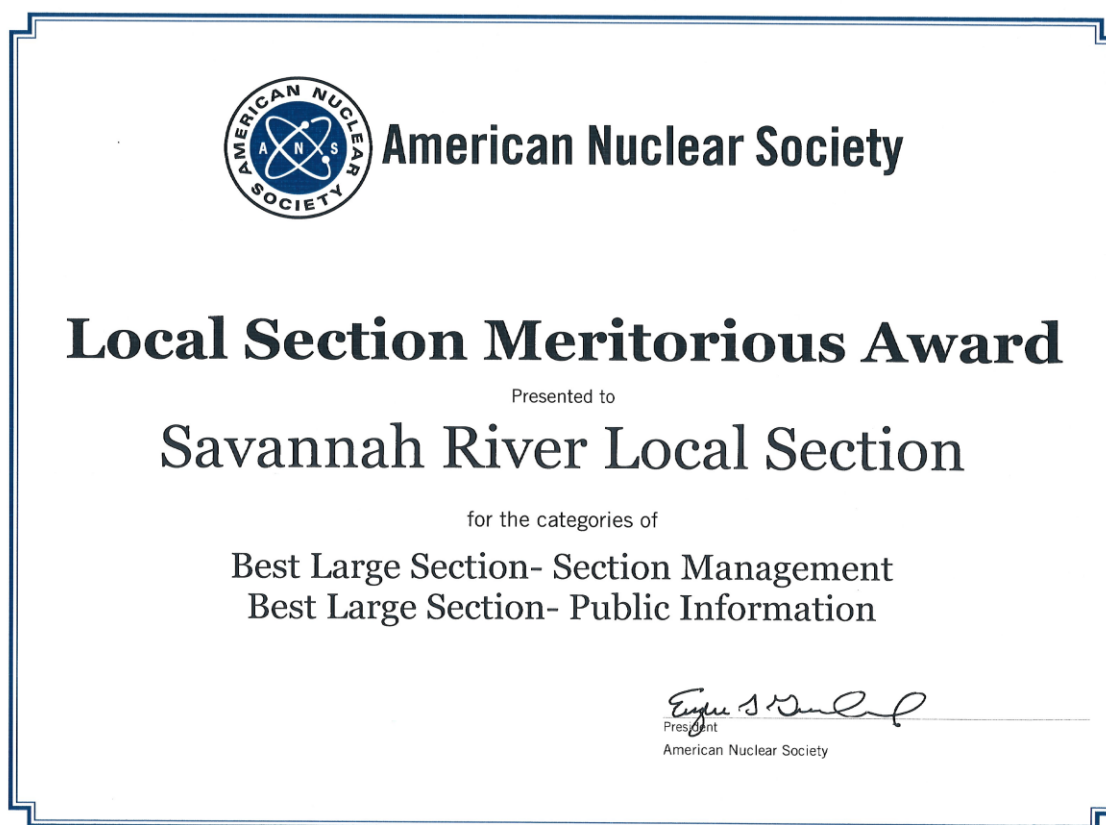 AMERICAN NUCLEAR SOCIETY
A N S
American Nuclear Society
Local Section Meritorious Award
Presented to
Savannah River Local Section
for the categories of
Best Large Section- Section Management
Best Large Section- Public Information
President
American Nuclear Society